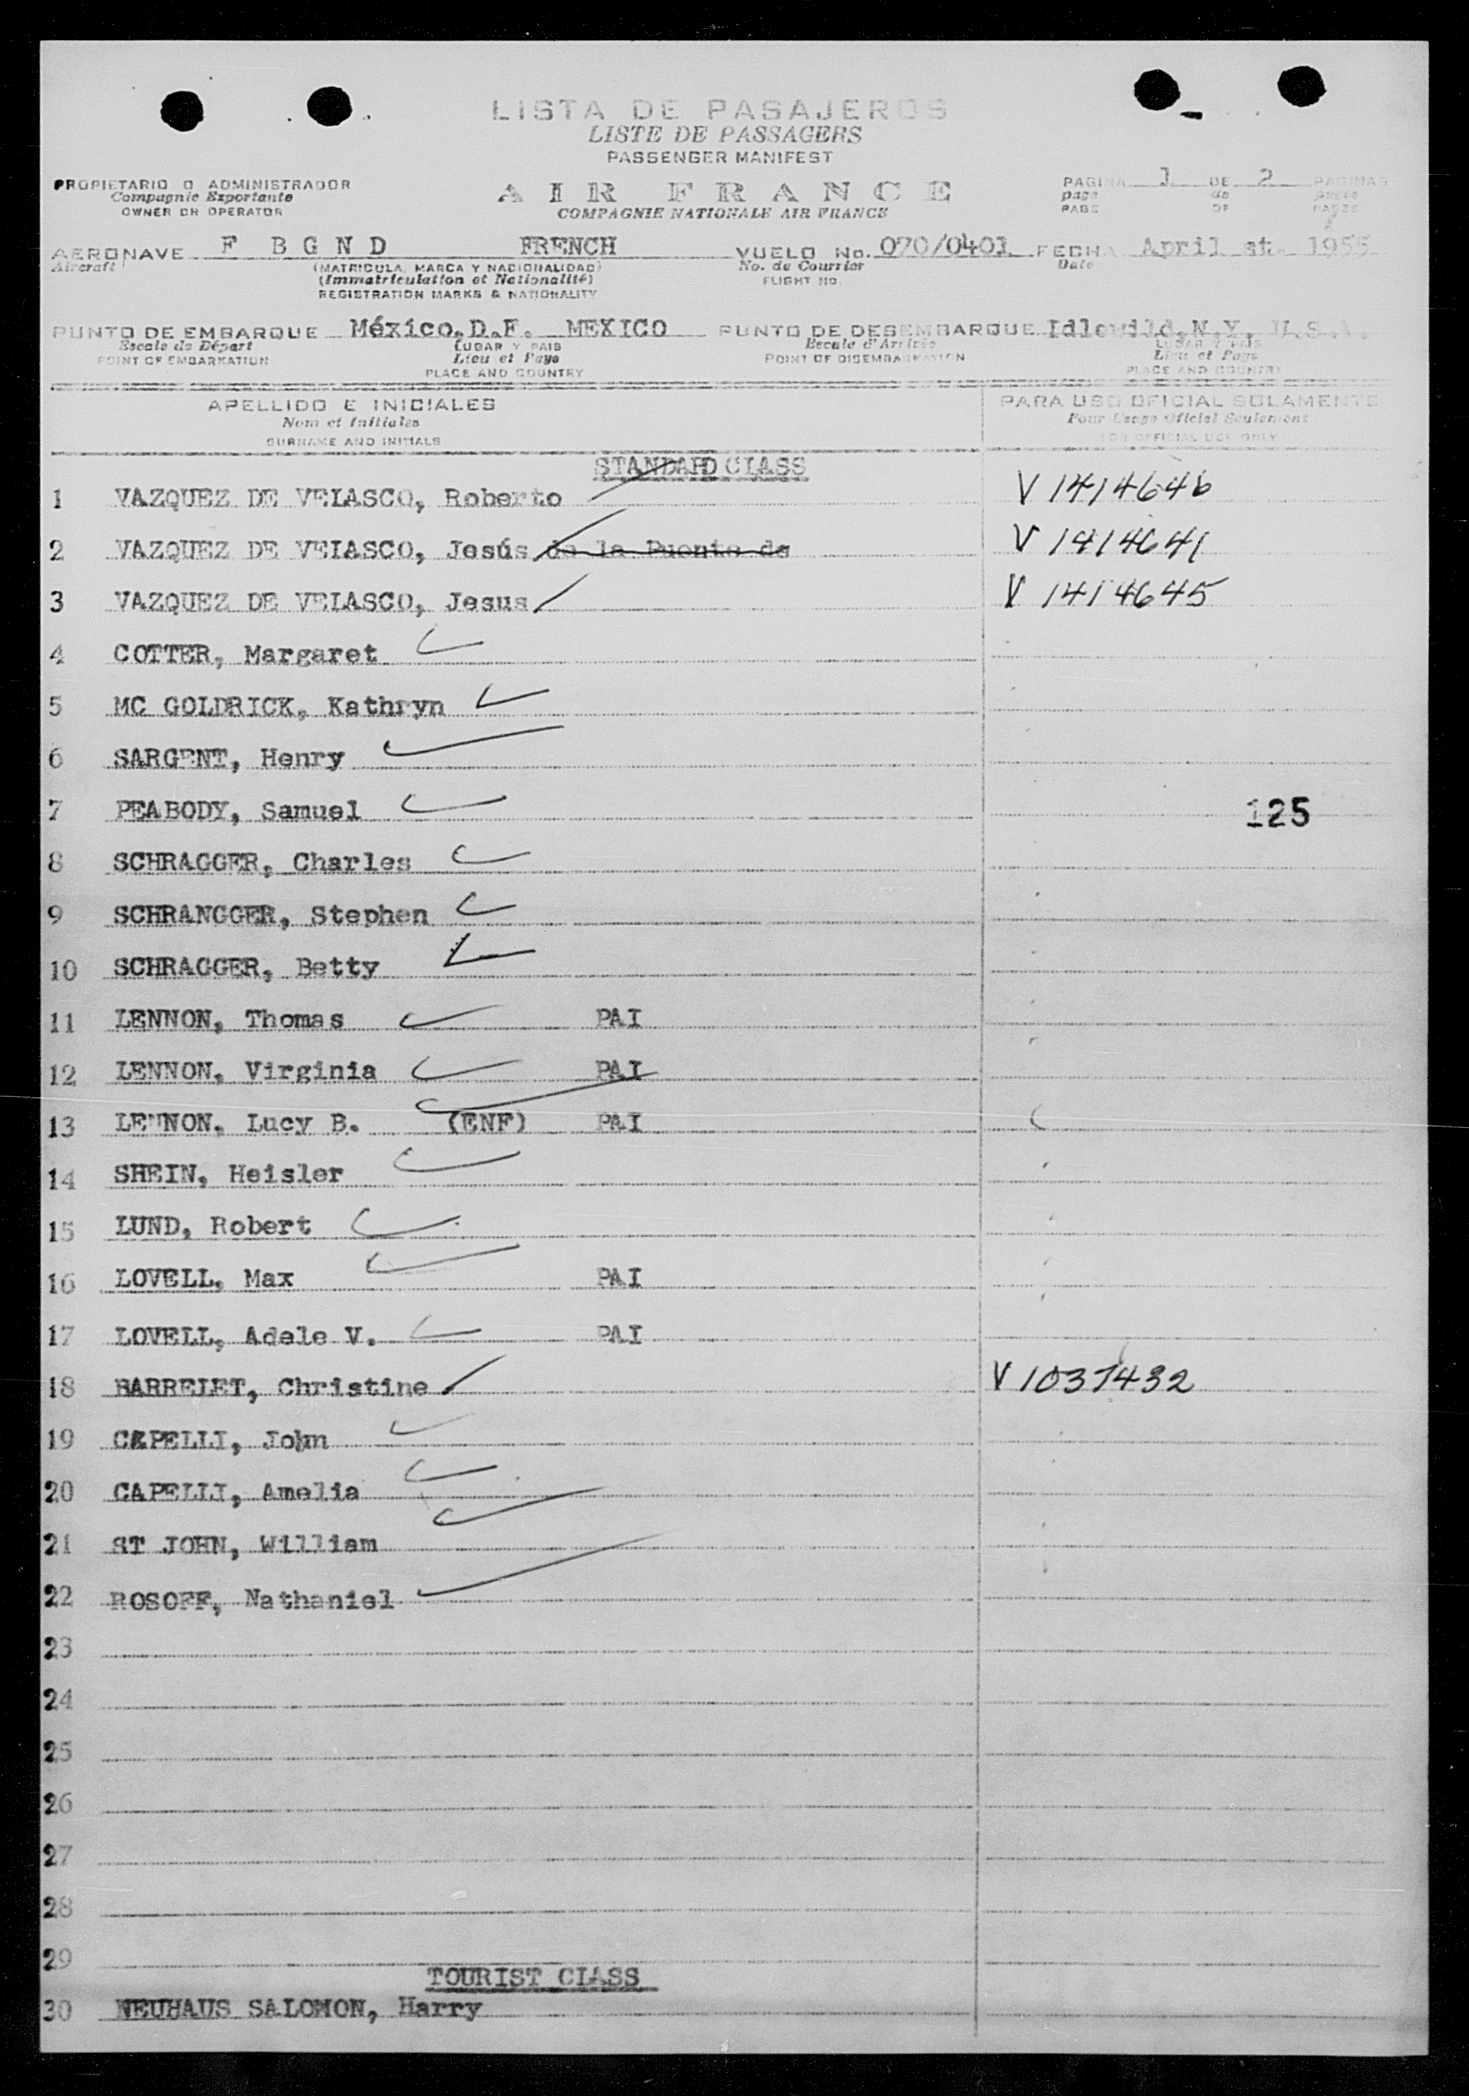 LISTA DE PASAJEROS
LISTE DE PASSAGERS
PASSENGER MANIFEST
PROPIETARIO O ADMINISTRADOR
Compagnie Exportante
OWNER OR OPERATOR
AIR FRANCE
COMPAGNIE NATIONALE AIR FRANCE
PAGINA 1 DE 2 PAGINAS
page de pages
PAGE OF PAGES
AERONAVE F B G N D FRENCH VUELO No. 070/0401 FECHA April st. 1955
Aircraft (MATRICULA, MARCA Y NACIONALIDAD) No. de Courrier Date
(Immatriculation et Nationalité) FLIGHT NO.
REGISTRATION MARKS & NATIONALITY
PUNTO DE EMBARQUE México.D.F. MEXICO PUNTO DE DESEMBARQUE Idlewild.N.Y. U.S.A.
Escale de Départ LUGAR Y PAIS Escale d'Arrivée LUGAR Y PAIS
POINT OF EMBARKATION Lieu et Pays POINT OF DISEMBARKATION Lieu et Pays
PLACE AND COUNTRY PLACE AND COUNTRY
APELLIDO E INICIALES PARA USO OFICIAL SOLAMENTE
Nom et Initiales Pour Usage Officiel Seulement
SURNAME AND INITIALS FOR OFFICIAL USE ONLY
STANDARD CLASS
1 VAZQUEZ DE VELASCO, Roberto V 1414646
2 VAZQUEZ DE VELASCO, Jesús de la Puente de V 1414641
3 VAZQUEZ DE VELASCO, Jesus V 1414645
4 COTTER, Margaret
5 MC GOLDRICK, Kathryn
6 SARGENT, Henry
7 PEABODY, Samuel 125
8 SCHRAGGER, Charles
9 SCHRANGGER, Stephen
10 SCHRAGGER, Betty
11 LENNON, Thomas PAI
12 LENNON, Virginia PAI
13 LENNON, Lucy B. (ENF) PAI
14 SHEIN, Heisler
15 LUND, Robert
16 LOVELL, Max PAI
17 LOVELL, Adele V. PAI
18 BARRELET, Christine V 1037432
19 CAPELLI, John
20 CAPELLI, Amelia
21 ST JOHN, William
22 ROSOFF, Nathaniel
23
24
25
26
27
28
29
TOURIST CLASS
30 NEUHAUS SALOMON, Harry